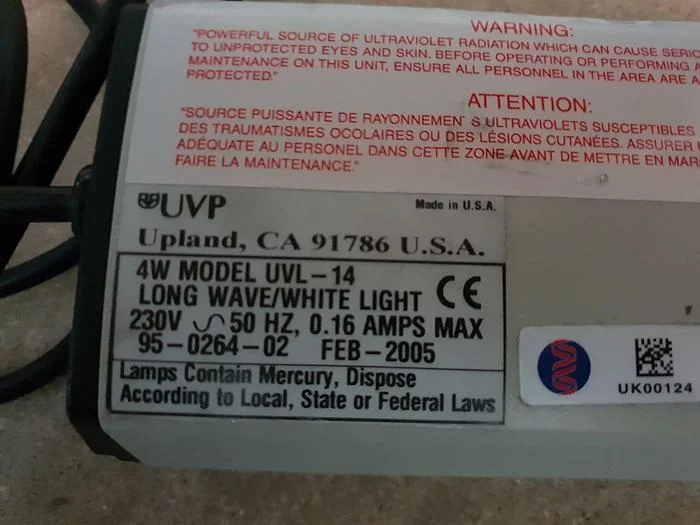 WARNING:
"POWERFUL SOURCE OF ULTRAVIOLET RADIATION WHICH CAN CAUSE
TO UNPROTECTED EYES AND SKIN. BEFORE OPERATING OR PERFORMING
MAINTENANCE ON THIS UNIT, ENSURE ALL PERSONNEL IN THE AREA ARE
PROTECTED."
ATTENTION:
"SOURCE PUISSANTE DE RAYONNEMEN S ULTRAVIOLETS SUSCEPTIBLES
DES TRAUMATISMES OCOLAIRES OU DES LÉSIONS CUTANÉES. ASSURER
ADÉQUATE AU PERSONEL DANS CETTE ZONE AVANT DE METTRE EN
FAIRE LA MAINTENANCE."
UVP
Made in U.S.A.
Upland, CA 91786 U.S.A.
4W MODEL UVL-14
LONG WAVE/WHITE LIGHT CE
230V ∿ 50 HZ, 0.16 AMPS MAX
95-0264-02 FEB-2005
Lamps Contain Mercury, Dispose
According to Local, State or Federal Laws
UK00124